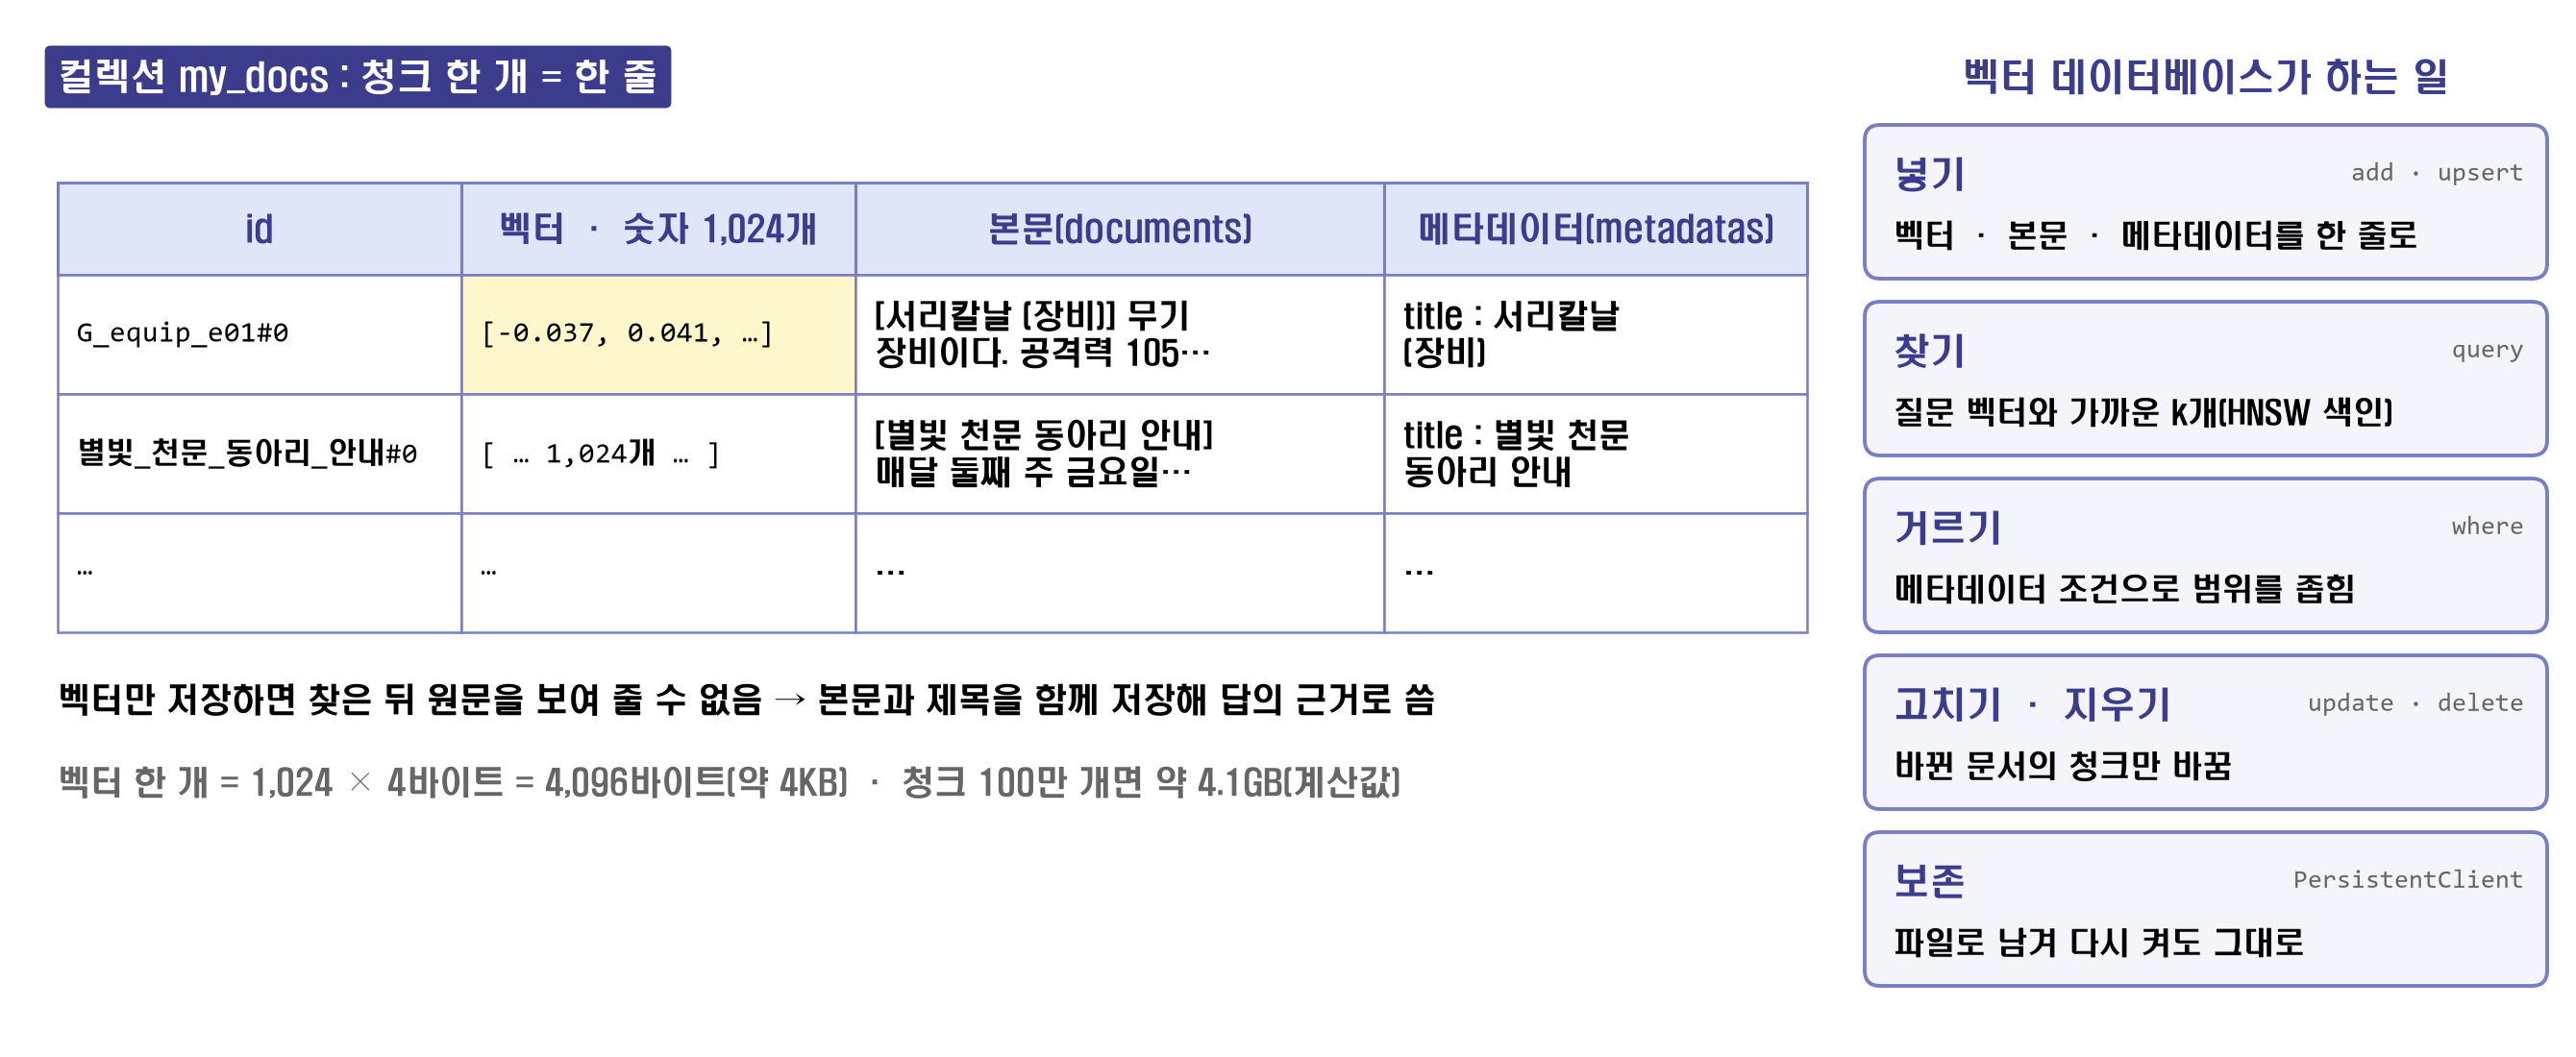 컬렉션 my_docs : 청크 한 개 = 한 줄
id
벡터 · 숫자 1,024개
본문(documents)
메타데이터(metadatas)
G_equip_e01#0
[-0.037, 0.041, …]
[서리칼날 (장비)] 무기
장비이다. 공격력 105…
title : 서리칼날
(장비)
별빛_천문_동아리_안내#0
[ … 1,024개 … ]
[별빛 천문 동아리 안내]
매달 둘째 주 금요일…
title : 별빛 천문
동아리 안내
…
…
…
…
벡터만 저장하면 찾은 뒤 원문을 보여 줄 수 없음 → 본문과 제목을 함께 저장해 답의 근거로 씀
벡터 한 개 = 1,024 × 4바이트 = 4,096바이트(약 4KB) · 청크 100만 개면 약 4.1GB(계산값)
벡터 데이터베이스가 하는 일
넣기
add · upsert
벡터 · 본문 · 메타데이터를 한 줄로
찾기
query
질문 벡터와 가까운 k개(HNSW 색인)
거르기
where
메타데이터 조건으로 범위를 좁힘
고치기 · 지우기
update · delete
바뀐 문서의 청크만 바꿈
보존
PersistentClient
파일로 남겨 다시 켜도 그대로